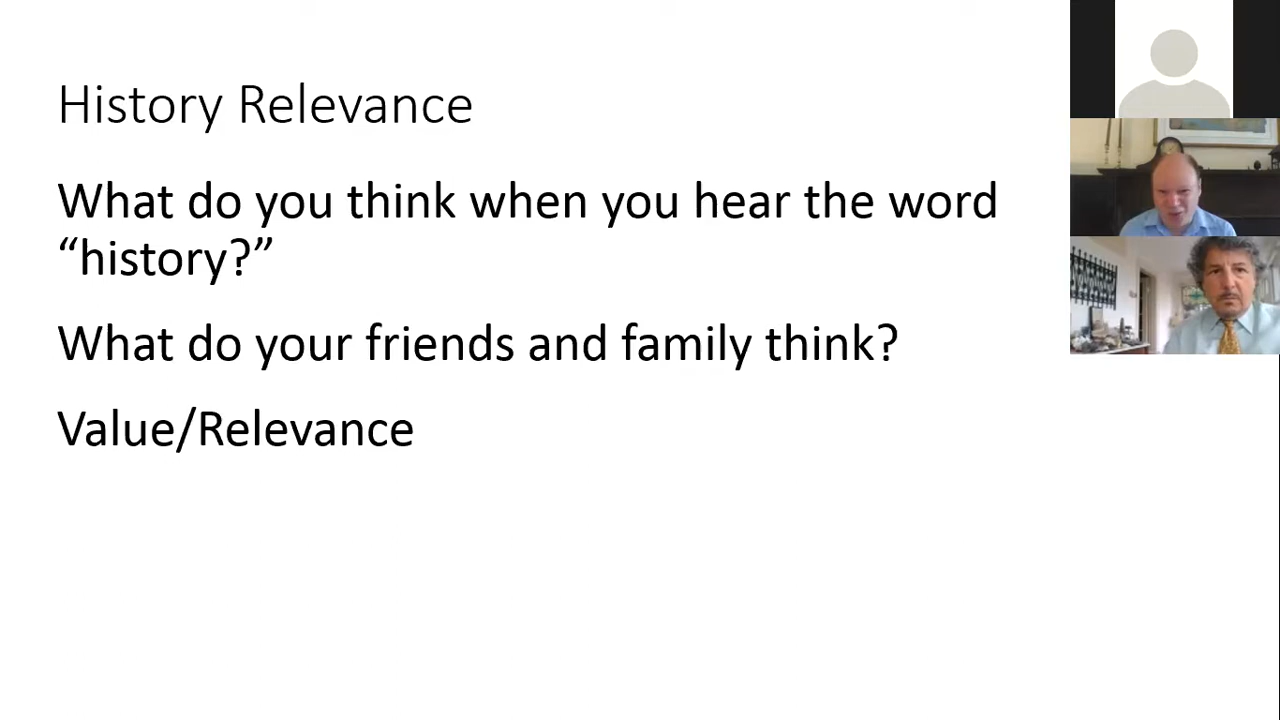 History Relevance
What do you think when you hear the word
“history?”
What do your friends and family think?
Value/Relevance